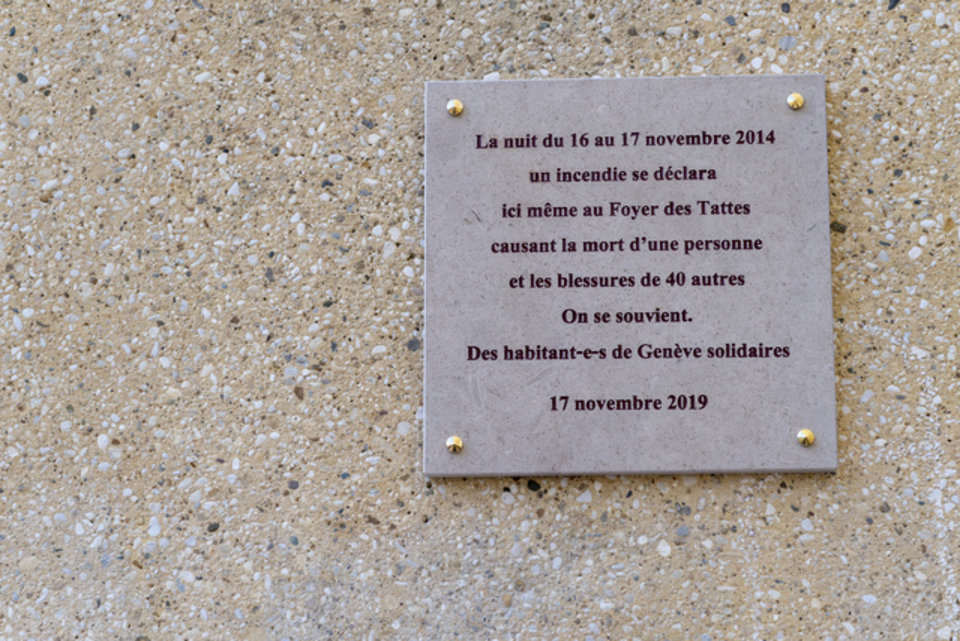 La nuit du 16 au 17 novembre 2014
un incendie se déclara
ici même au Foyer des Tattes
causant la mort d’une personne
et les blessures de 40 autres
On se souvient.
Des habitant-e-s de Genève solidaires
17 novembre 2019